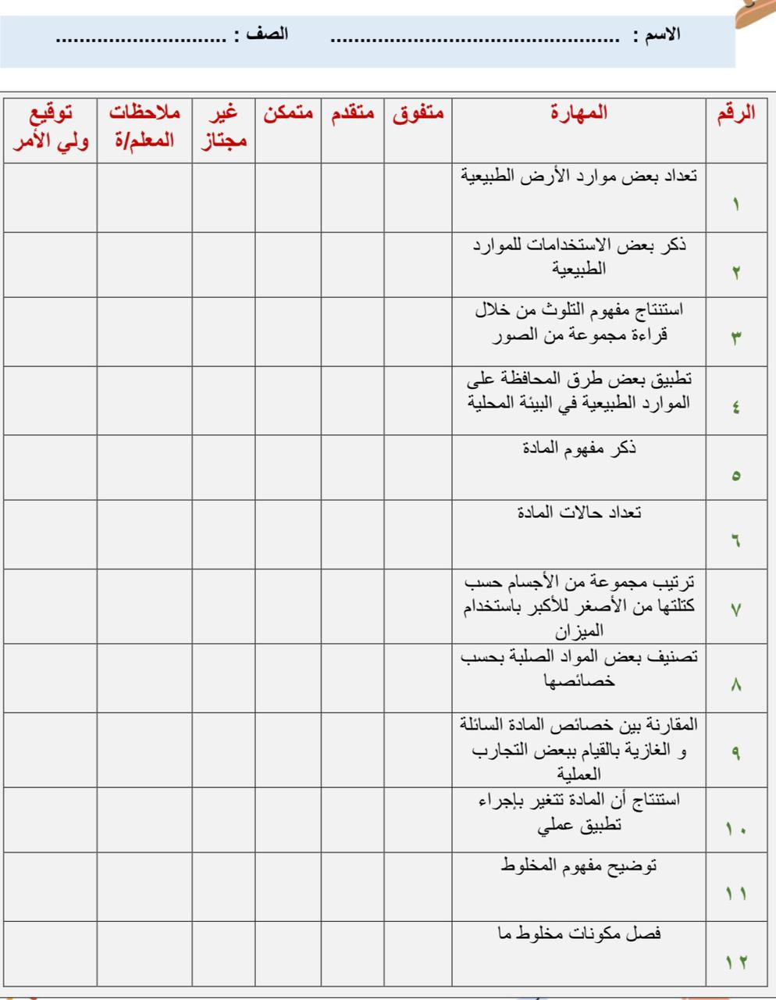 الاسم : .................................................. الصف : .............................
الرقم المهارة متفوق متقدم متمكن غير مجتاز ملاحظات المعلم/ة توقيع ولي الأمر
١ تعداد بعض موارد الأرض الطبيعية
٢ ذكر بعض الاستخدامات للموارد
الطبيعية
٣ استنتاج مفهوم التلوث من خلال
قراءة مجموعة من الصور
٤ تطبيق بعض طرق المحافظة على
الموارد الطبيعية في البيئة المحلية
٥ ذكر مفهوم المادة
٦ تعداد حالات المادة
٧ ترتيب مجموعة من الأجسام حسب
كتلتها من الأصغر للأكبر باستخدام
الميزان
٨ تصنيف بعض المواد الصلبة بحسب
خصائصها
٩ المقارنة بين خصائص المادة السائلة
و الغازية بالقيام ببعض التجارب
العملية
١٠ استنتاج أن المادة تتغير بإجراء
تطبيق عملي
١١ توضيح مفهوم المخلوط
١٢ فصل مكونات مخلوط ما